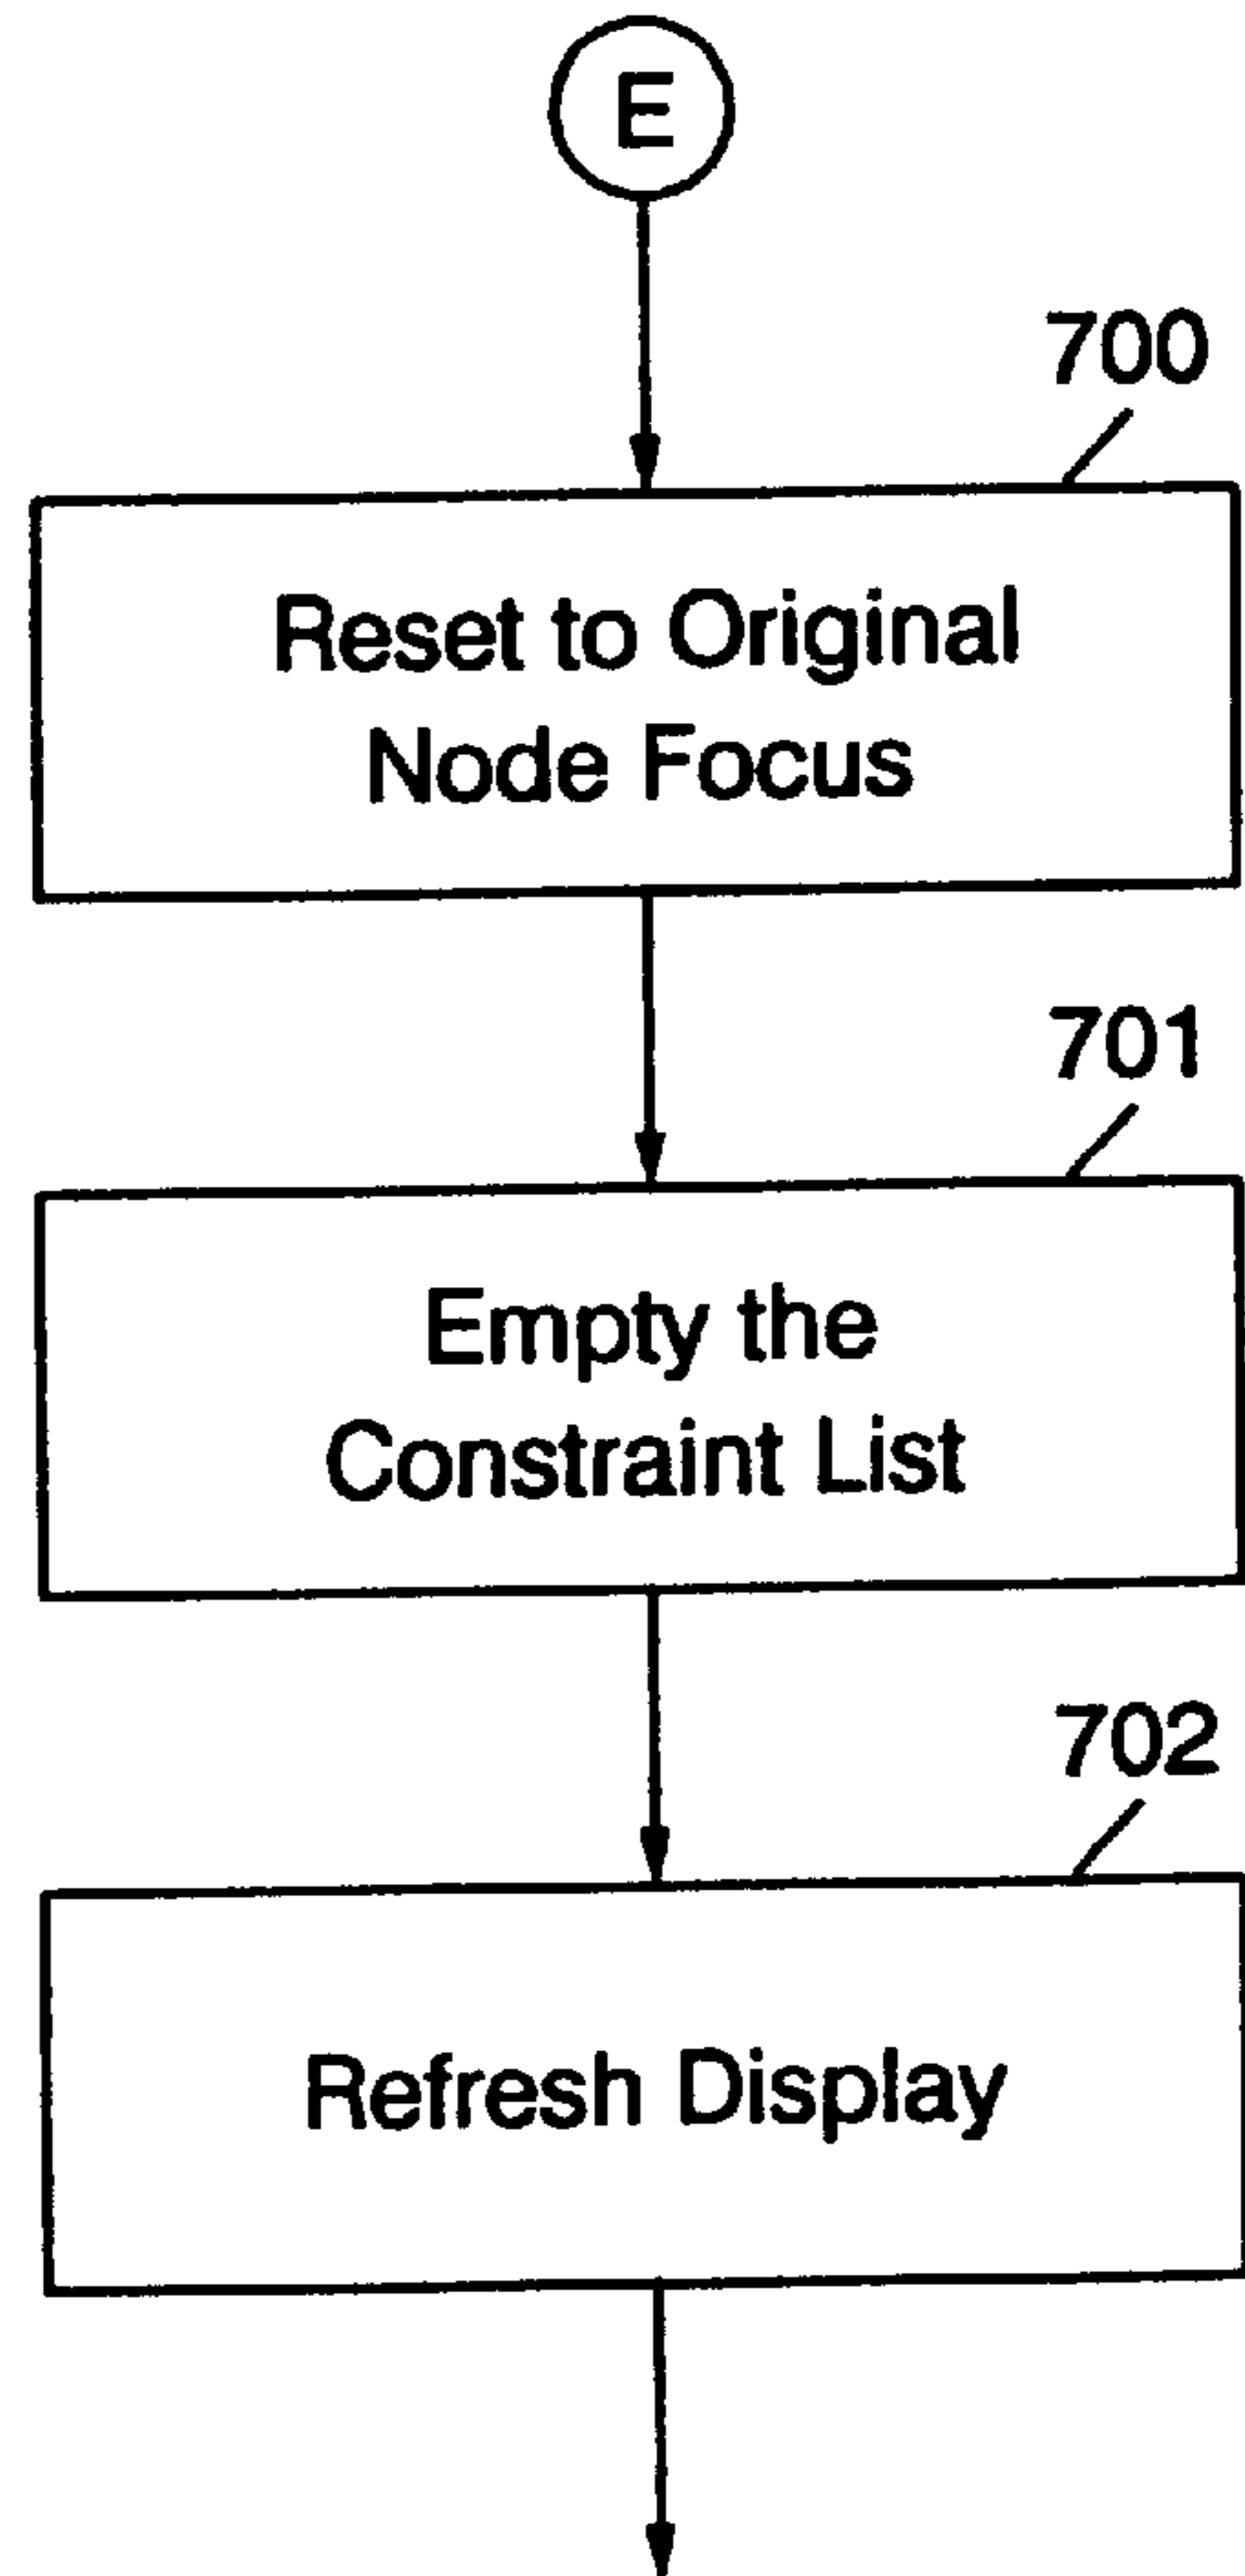 E
700
Reset to Original
Node Focus
701
Empty the
Constraint List
702
Refresh Display